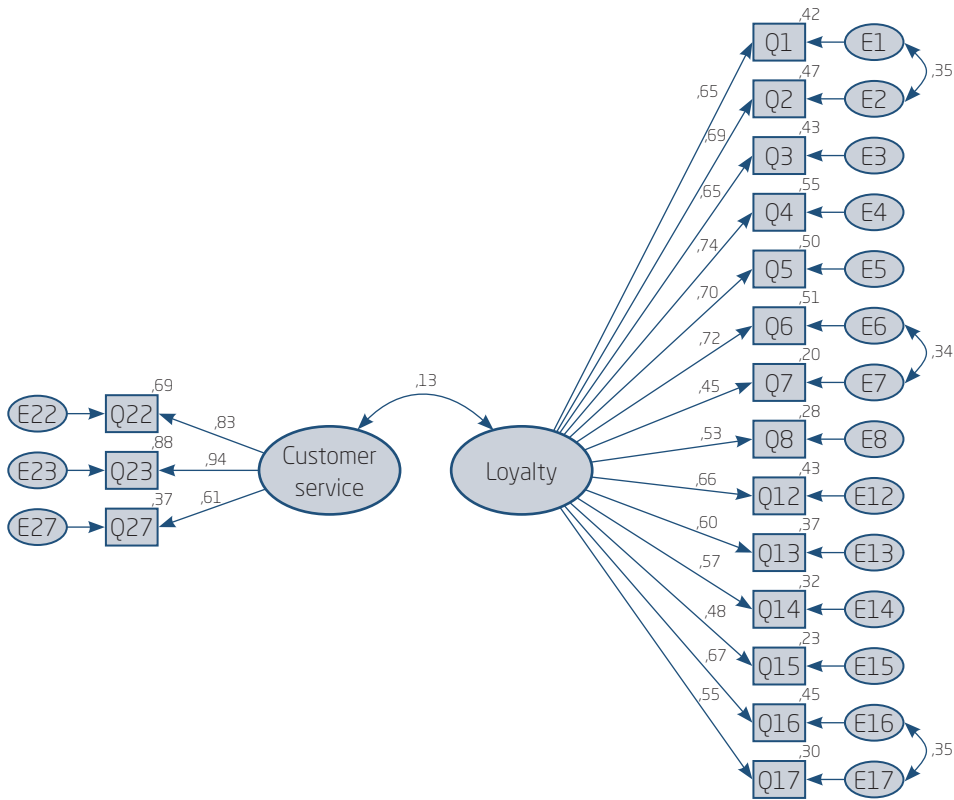 ,42
Q1
E1
,35
,65
,47
Q2
E2
,69
,43
Q3
E3
,65
,55
Q4
E4
,74
,50
Q5
E5
,70
,51
Q6
E6
,34
,72
,20
Q7
E7
,45
,28
Q8
E8
,53
,43
Q12
E12
,66
,37
Q13
E13
,60
,32
Q14
E14
,57
,23
Q15
E15
,48
,45
Q16
E16
,35
,67
,30
Q17
E17
,55
,13
Customer
service
Loyalty
,69
E22
Q22
,83
,88
E23
Q23
,94
,37
E27
Q27
,61